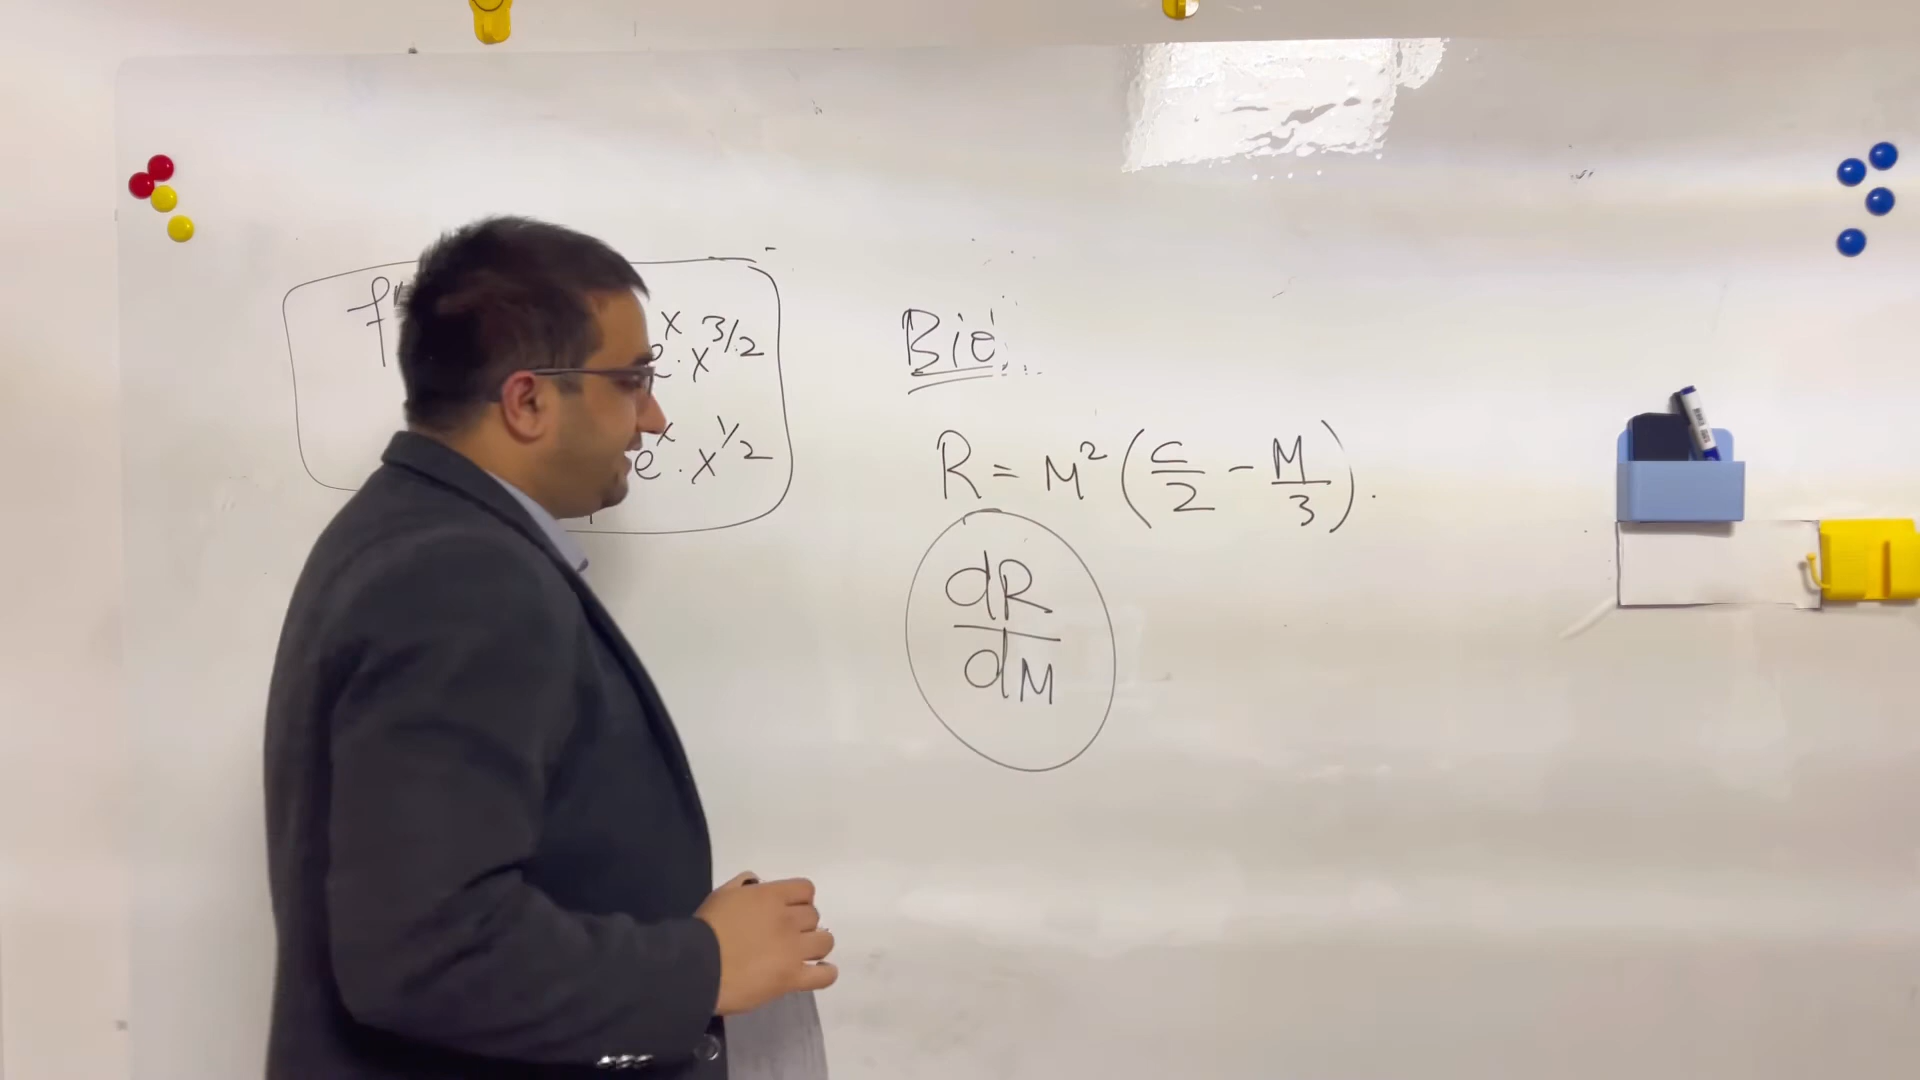 f"
e^x · x^{3/2}
e^x · x^{1/2}
Bio
R = M² (C/2 − M/3).
dR/dM